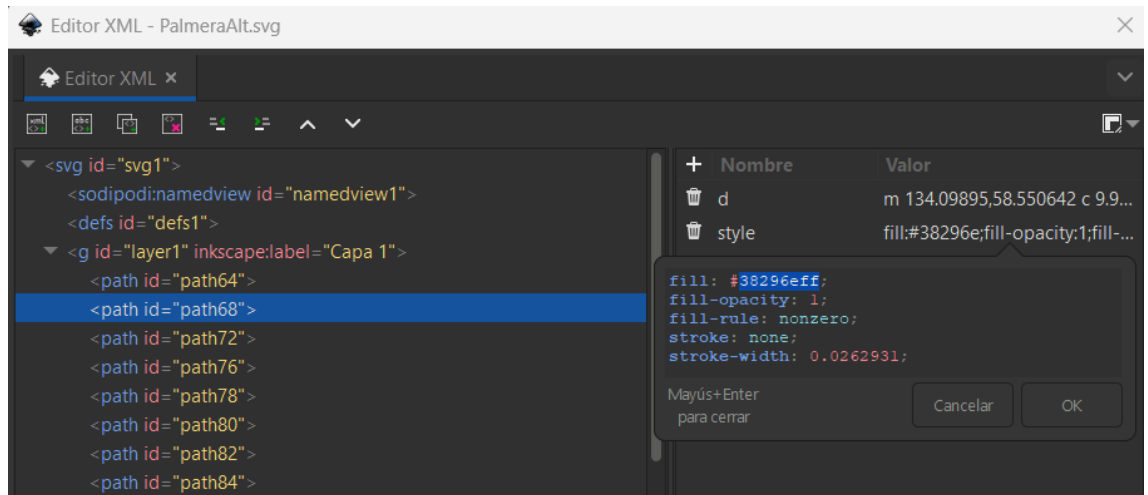 Editor XML - PalmeraAlt.svg
Editor XML
<svg id="svg1">
Nombre Valor
<sodipodi:namedview id="namedview1">
d m 134.09895,58.550642 c 9.9...
<defs id="defs1">
style fill:#38296e;fill-opacity:1;fill-...
<g id="layer1" inkscape:label="Capa 1">
<path id="path64">
<path id="path68">
<path id="path72">
<path id="path76">
<path id="path78">
<path id="path80">
<path id="path82">
<path id="path84">
fill: #38296eff;
fill-opacity: 1;
fill-rule: nonzero;
stroke: none;
stroke-width: 0.0262931;
Mayús+Enter
para cerrar
Cancelar
OK